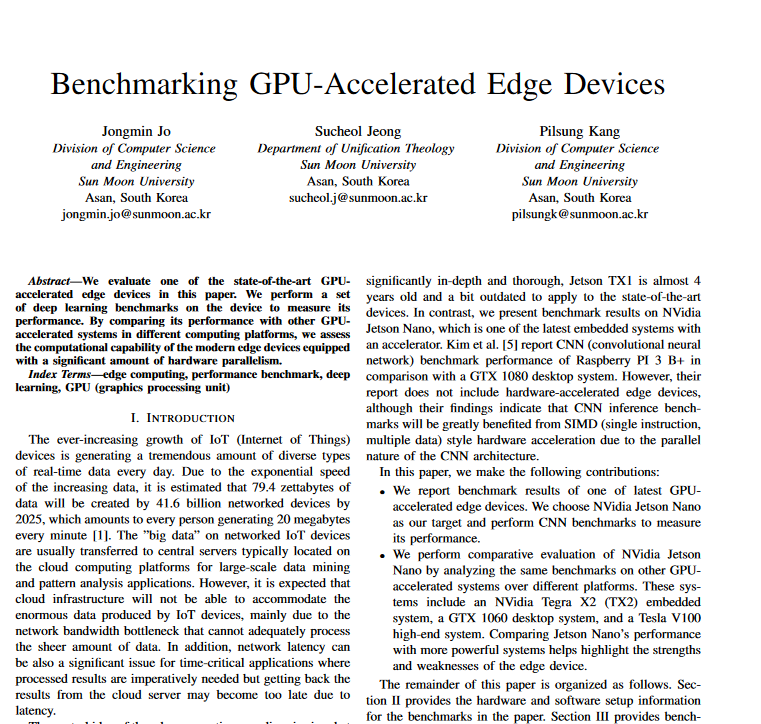 Benchmarking GPU-Accelerated Edge Devices
Jongmin Jo
Division of Computer Science
and Engineering
Sun Moon University
Asan, South Korea
jongmin.jo@sunmoon.ac.kr
Sucheol Jeong
Department of Unification Theology
Sun Moon University
Asan, South Korea
sucheol.j@sunmoon.ac.kr
Pilsung Kang
Division of Computer Science
and Engineering
Sun Moon University
Asan, South Korea
pilsungk@sunmoon.ac.kr
Abstract—We evaluate one of the state-of-the-art GPU-
accelerated edge devices in this paper. We perform a set
of deep learning benchmarks on the device to measure its
performance. By comparing its performance with other GPU-
accelerated systems in different computing platforms, we assess
the computational capability of the modern edge devices equipped
with a significant amount of hardware parallelism.
Index Terms—edge computing, performance benchmark, deep
learning, GPU (graphics processing unit)
I. Introduction
The ever-increasing growth of IoT (Internet of Things)
devices is generating a tremendous amount of diverse types
of real-time data every day. Due to the exponential speed
of the increasing data, it is estimated that 79.4 zettabytes of
data will be created by 41.6 billion networked devices by
2025, which amounts to every person generating 20 megabytes
every minute [1]. The ”big data” on networked IoT devices
are usually transferred to central servers typically located on
the cloud computing platforms for large-scale data mining
and pattern analysis applications. However, it is expected that
cloud infrastructure will not be able to accommodate the
enormous data produced by IoT devices, mainly due to the
network bandwidth bottleneck that cannot adequately process
the sheer amount of data. In addition, network latency can
be also a significant issue for time-critical applications where
processed results are imperatively needed but getting back the
results from the cloud server may become too late due to
latency.
significantly in-depth and thorough, Jetson TX1 is almost 4
years old and a bit outdated to apply to the state-of-the-art
devices. In contrast, we present benchmark results on NVidia
Jetson Nano, which is one of the latest embedded systems with
an accelerator. Kim et al. [5] report CNN (convolutional neural
network) benchmark performance of Raspberry PI 3 B+ in
comparison with a GTX 1080 desktop system. However, their
report does not include hardware-accelerated edge devices,
although their findings indicate that CNN inference bench-
marks will be greatly benefited from SIMD (single instruction,
multiple data) style hardware acceleration due to the parallel
nature of the CNN architecture.
In this paper, we make the following contributions:
• We report benchmark results of one of latest GPU-
accelerated edge devices. We choose NVidia Jetson Nano
as our target and perform CNN benchmarks to measure
its performance.
• We perform comparative evaluation of NVidia Jetson
Nano by analyzing the same benchmarks on other GPU-
accelerated systems over different platforms. These sys-
tems include an NVidia Tegra X2 (TX2) embedded
system, a GTX 1060 desktop system, and a Tesla V100
high-end system. Comparing Jetson Nano’s performance
with more powerful systems helps highlight the strengths
and weaknesses of the edge device.
The remainder of this paper is organized as follows. Sec-
tion II provides the hardware and software setup information
for the benchmarks in the paper. Section III provides bench-